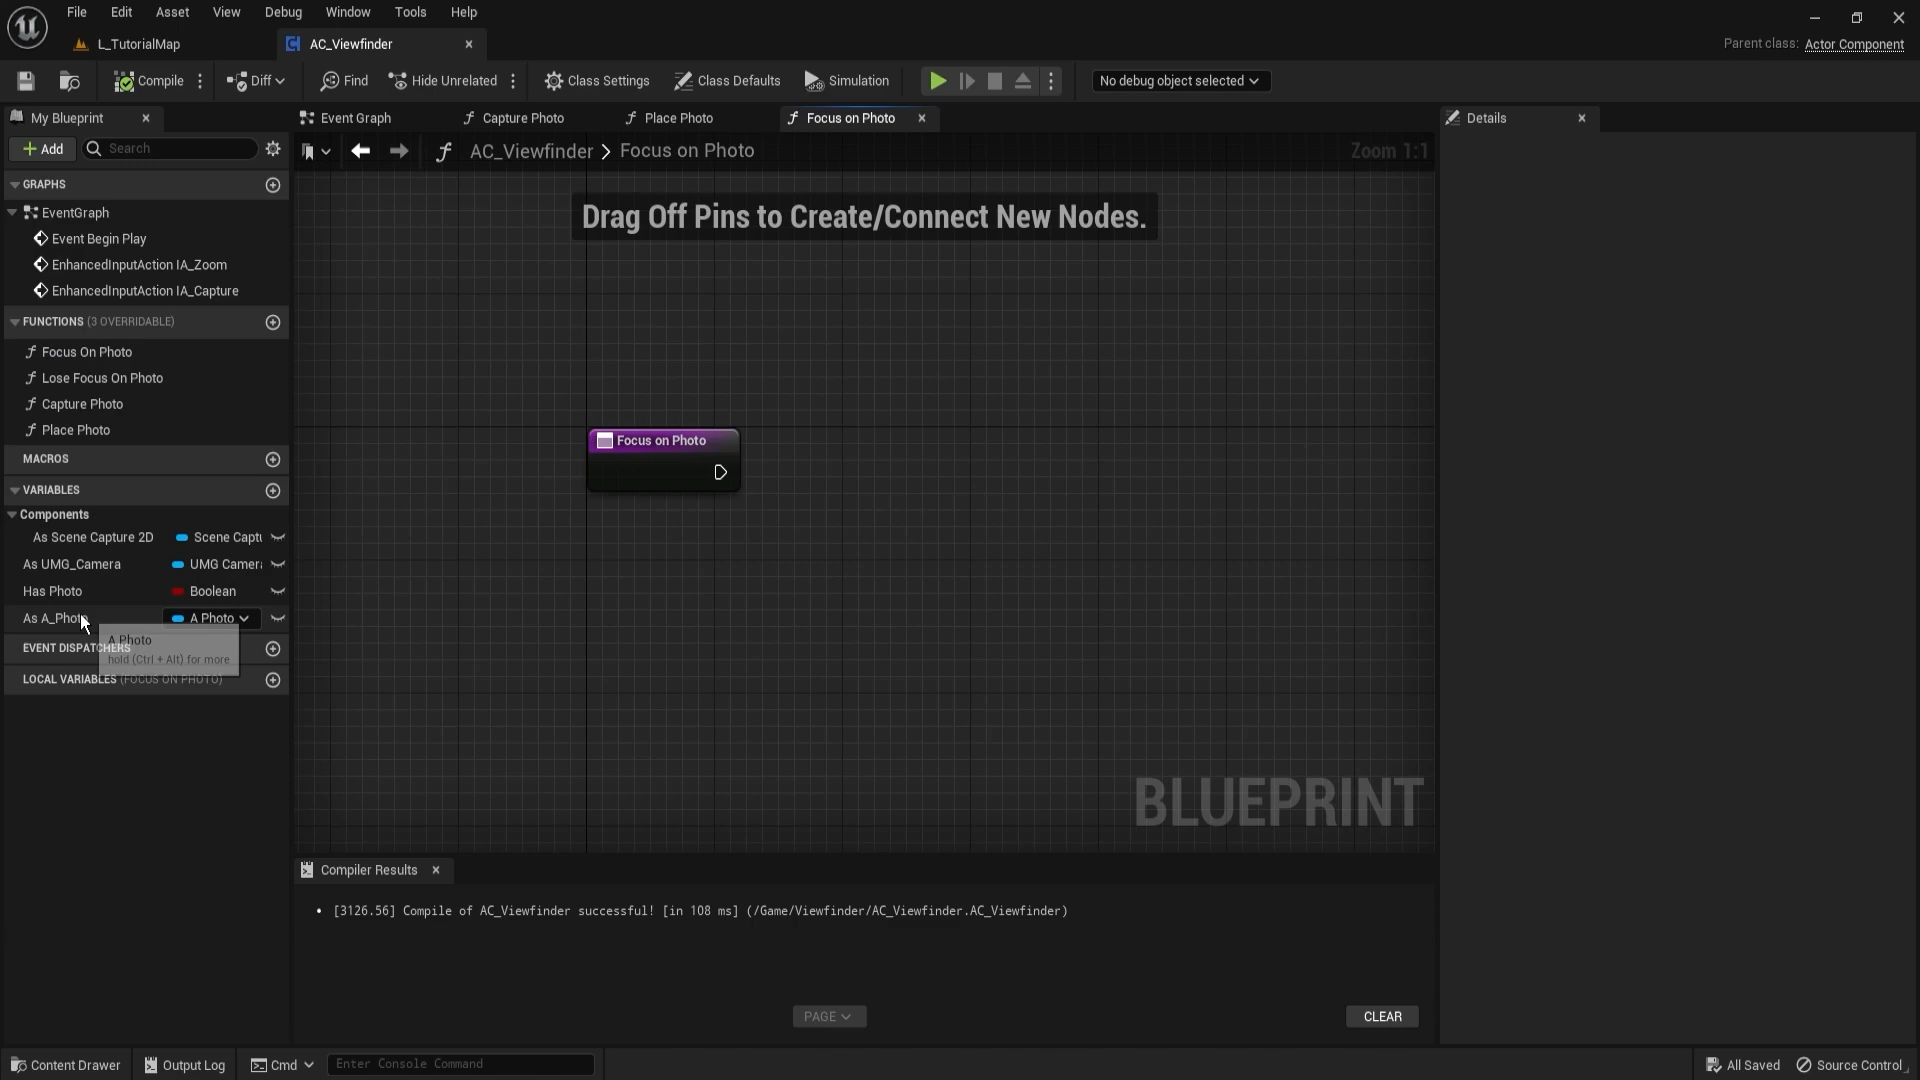 File Edit View Debug Window Tools Help
L_TutorialMap AC_Viewfinder
Parent class: Actor Component
Compile Diff Find Hide Unrelated Class Settings Class Defaults Simulation No debug object selected
My Blueprint
Event Graph Capture Photo Place Photo Focus on Photo
Details
Add Search
AC_Viewfinder > Focus on Photo
Zoom 1:1
GRAPHS
EventGraph
Event Begin Play
EnhancedInputAction IA_Zoom
EnhancedInputAction IA_Capture
FUNCTIONS (3 OVERRIDABLE)
Focus On Photo
Lose Focus On Photo
Capture Photo
Place Photo
MACROS
VARIABLES
Components
As Scene Capture 2D Scene Captu
As UMG_Camera UMG Camera
Has Photo Boolean
As A_Photo A Photo
A Photo
hold (Ctrl + Alt) for more
EVENT DISPATCHERS
LOCAL VARIABLES (FOCUS ON PHOTO)
Drag Off Pins to Create/Connect New Nodes.
Focus on Photo
BLUEPRINT
Compiler Results
[3126.56] Compile of AC_Viewfinder successful! [in 108 ms] (/Game/Viewfinder/AC_Viewfinder.AC_Viewfinder)
PAGE
CLEAR
Content Drawer Output Log Cmd Enter Console Command
All Saved Source Control